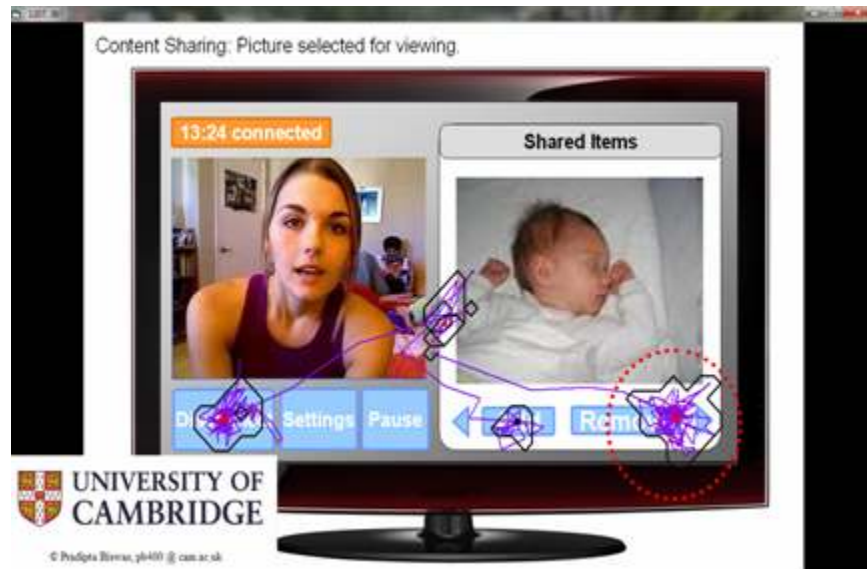 Content Sharing: Picture selected for viewing.
13:24 connected
Shared Items
Settings
Pause
UNIVERSITY OF
CAMBRIDGE
© Pradipta Biswas, pb400 @ cam.ac.uk